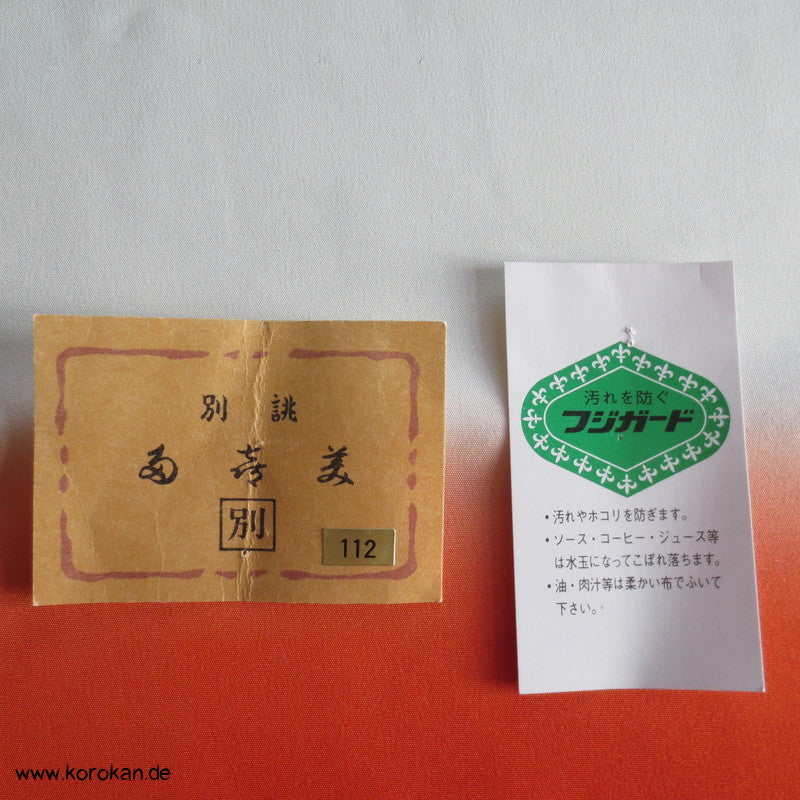 別誂
多㐂美
別
112
汚れを防ぐ
フジガード
・汚れやホコリを防ぎます。
・ソース・コーヒー・ジュース等
は水玉になってこぼれ落ちます。
・油・肉汁等は柔かい布でふいて
下さい。
www.korokan.de